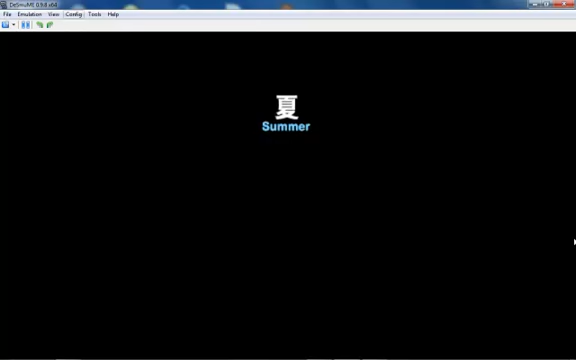 DeSmuME 0.9.8 x64
File Emulation View Config Tools Help
夏
Summer